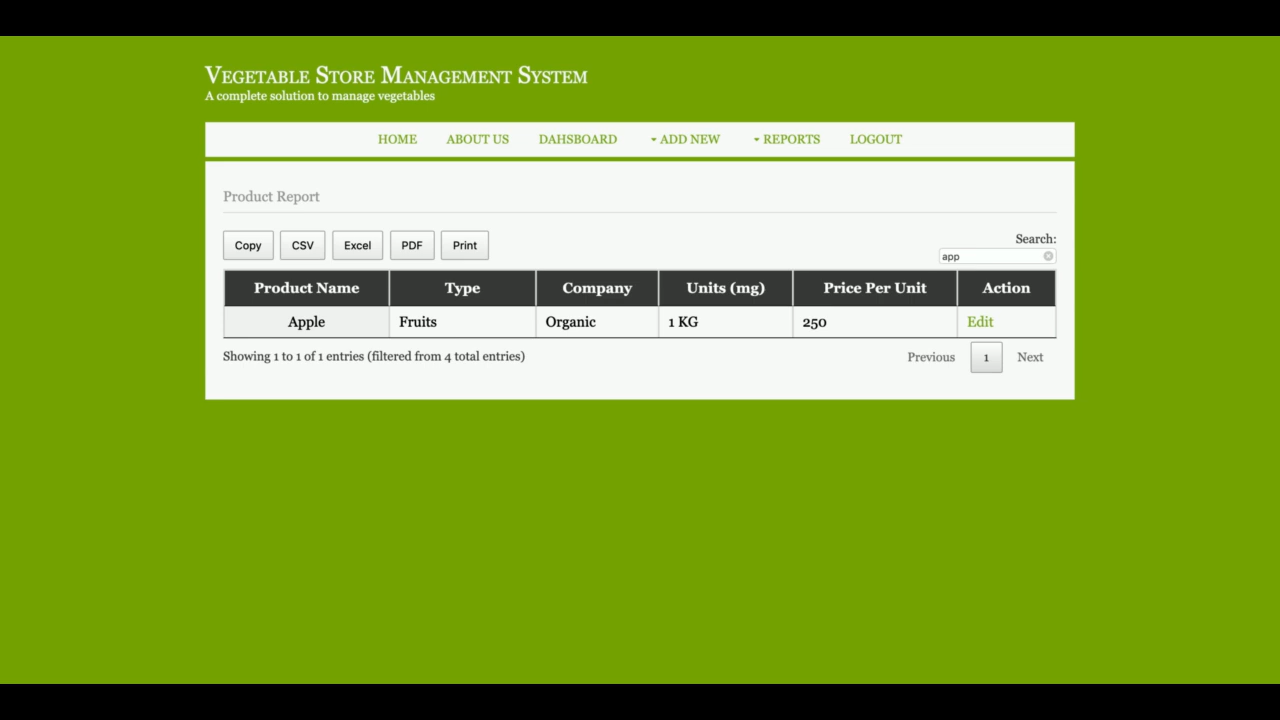 Vegetable Store Management System
A complete solution to manage vegetables
HOME ABOUT US DAHSBOARD ADD NEW REPORTS LOGOUT
Product Report
Copy CSV Excel PDF Print
Search:
app
Product Name Type Company Units (mg) Price Per Unit Action
Apple Fruits Organic 1 KG 250 Edit
Showing 1 to 1 of 1 entries (filtered from 4 total entries)
Previous 1 Next